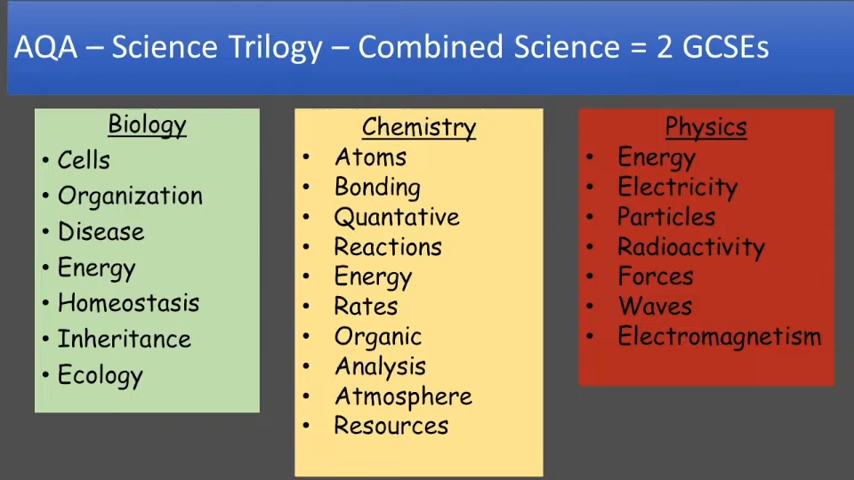 AQA – Science Trilogy – Combined Science = 2 GCSEs
Biology
• Cells
• Organization
• Disease
• Energy
• Homeostasis
• Inheritance
• Ecology
Chemistry
• Atoms
• Bonding
• Quantative
• Reactions
• Energy
• Rates
• Organic
• Analysis
• Atmosphere
• Resources
Physics
• Energy
• Electricity
• Particles
• Radioactivity
• Forces
• Waves
• Electromagnetism